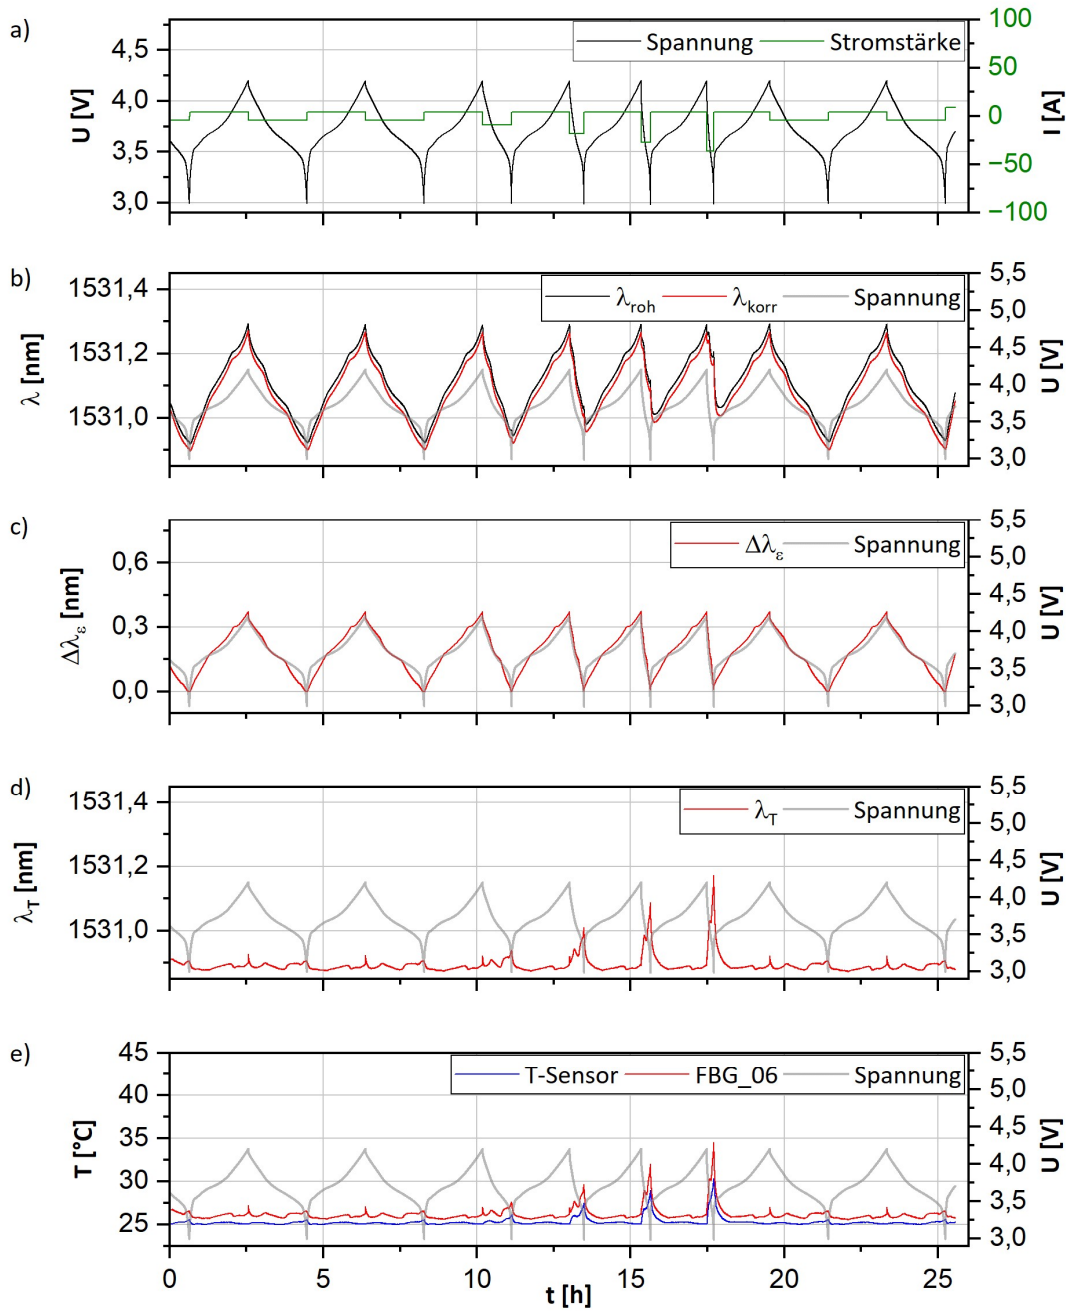 a)
U [V]
4,5
4,0
3,5
3,0
Spannung
Stromstärke
100
50
0
−50
−100
I [A]
b)
λ [nm]
1531,4
1531,2
1531,0
λroh
λkorr
Spannung
5,5
5,0
4,5
4,0
3,5
3,0
U [V]
c)
Δλε [nm]
0,6
0,3
0,0
Δλε
Spannung
5,5
5,0
4,5
4,0
3,5
3,0
U [V]
d)
λT [nm]
1531,4
1531,2
1531,0
λT
Spannung
5,5
5,0
4,5
4,0
3,5
3,0
U [V]
e)
T [°C]
45
40
35
30
25
T-Sensor
FBG_06
Spannung
5,5
5,0
4,5
4,0
3,5
3,0
U [V]
0
5
10
15
20
25
t [h]